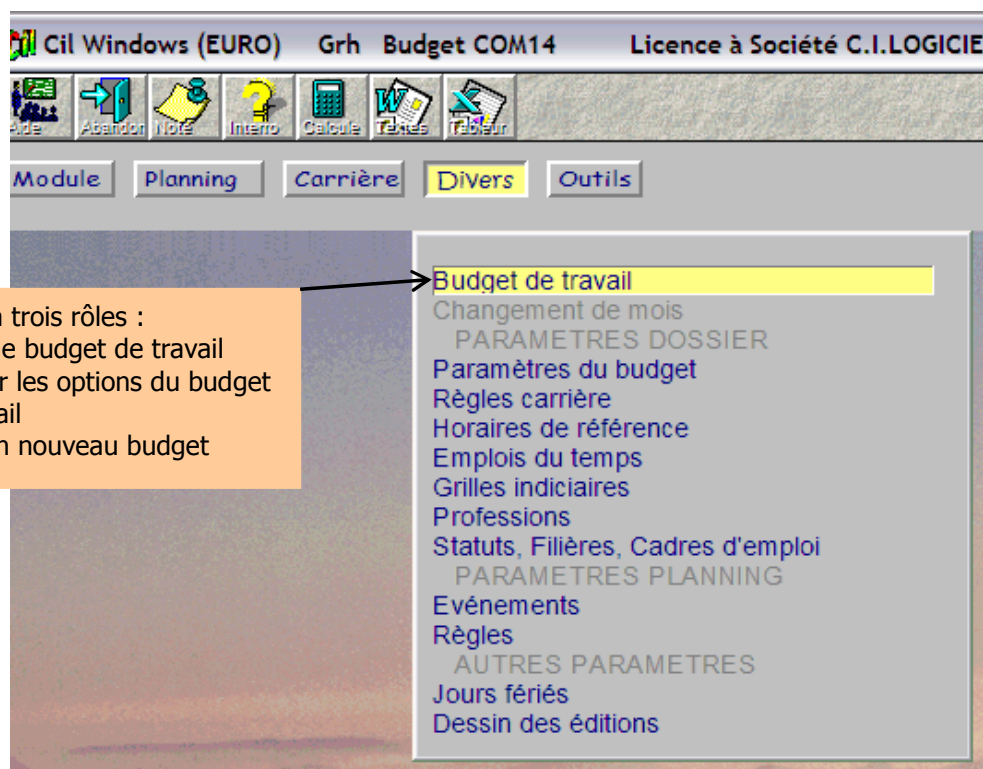 Cil Windows (EURO) Grh Budget COM14 Licence à Société C.I.LOGICIE
Aide Abandon Note Interro Calcule Textes Tableur
Module Planning Carrière Divers Outils
Budget de travail
Changement de mois
PARAMETRES DOSSIER
Paramètres du budget
Règles carrière
Horaires de référence
Emplois du temps
Grilles indiciaires
Professions
Statuts, Filières, Cadres d'emploi
PARAMETRES PLANNING
Evénements
Règles
AUTRES PARAMETRES
Jours fériés
Dessin des éditions
trois rôles :
e budget de travail
r les options du budget
ail
n nouveau budget